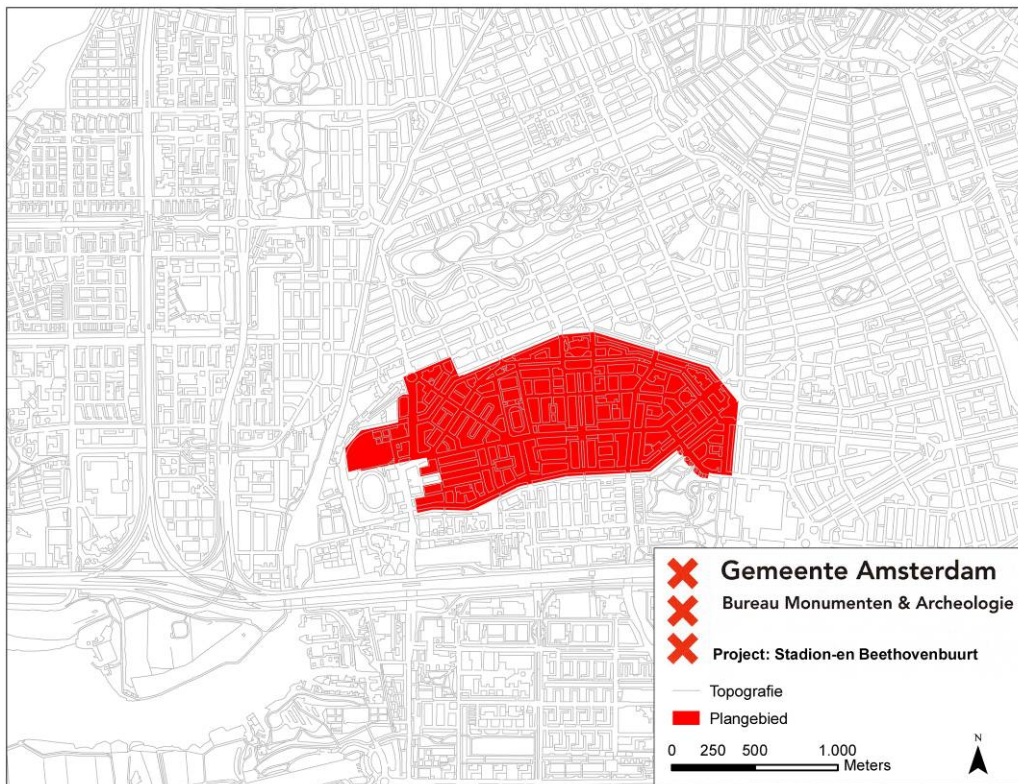 Gemeente Amsterdam
Bureau Monumenten & Archeologie
Project: Stadion-en Beethovenbuurt
Topografie
Plangebied
0 250 500 1.000
Meters
N